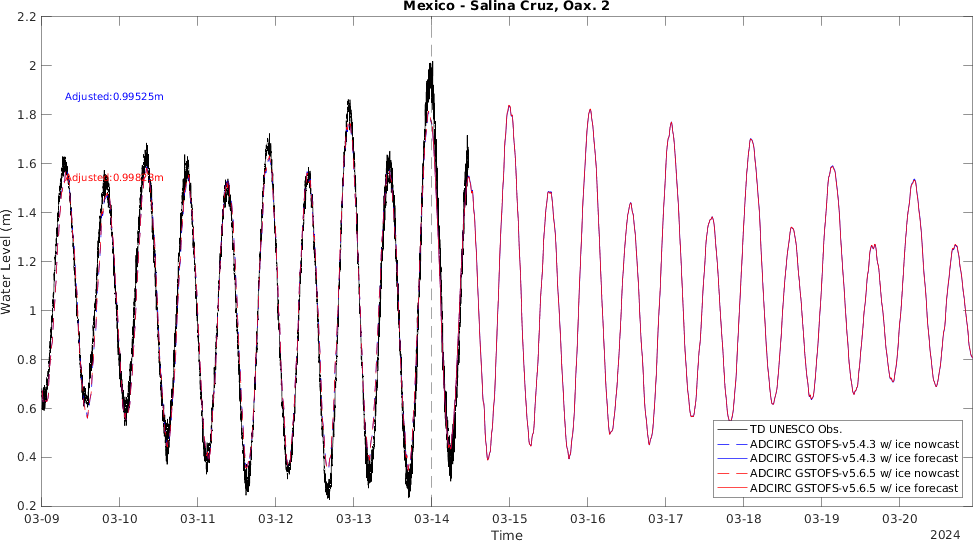 Mexico - Salina Cruz, Oax. 2
2.2
2
1.8
1.6
1.4
1.2
1
0.8
0.6
0.4
0.2
Water Level (m)
Adjusted:0.99525m
03-09 03-10 03-11 03-12 03-13 03-14 03-15 03-16 03-17 03-18 03-19 03-20
Time
2024
TD UNESCO Obs.
ADCIRC GSTOFS-v5.4.3 w/ ice nowcast
ADCIRC GSTOFS-v5.4.3 w/ ice forecast
ADCIRC GSTOFS-v5.6.5 w/ ice nowcast
ADCIRC GSTOFS-v5.6.5 w/ ice forecast